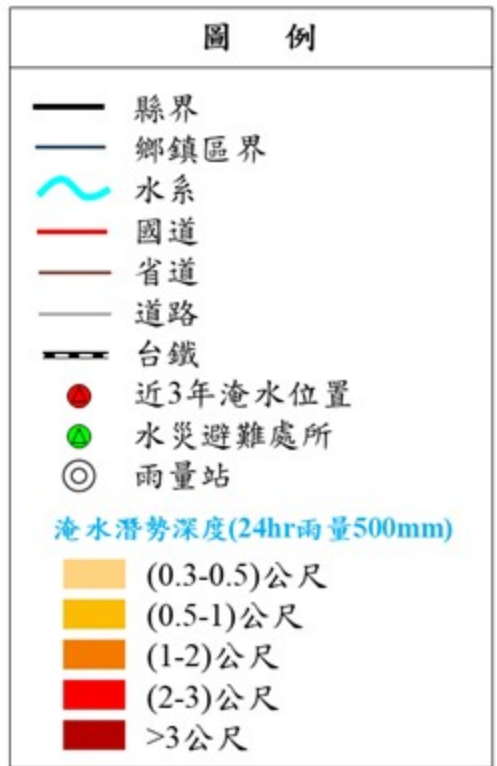 圖 例
縣界
鄉鎮區界
水系
國道
省道
道路
台鐵
近3年淹水位置
水災避難處所
雨量站
淹水潛勢深度(24hr雨量500mm)
(0.3-0.5)公尺
(0.5-1)公尺
(1-2)公尺
(2-3)公尺
>3公尺